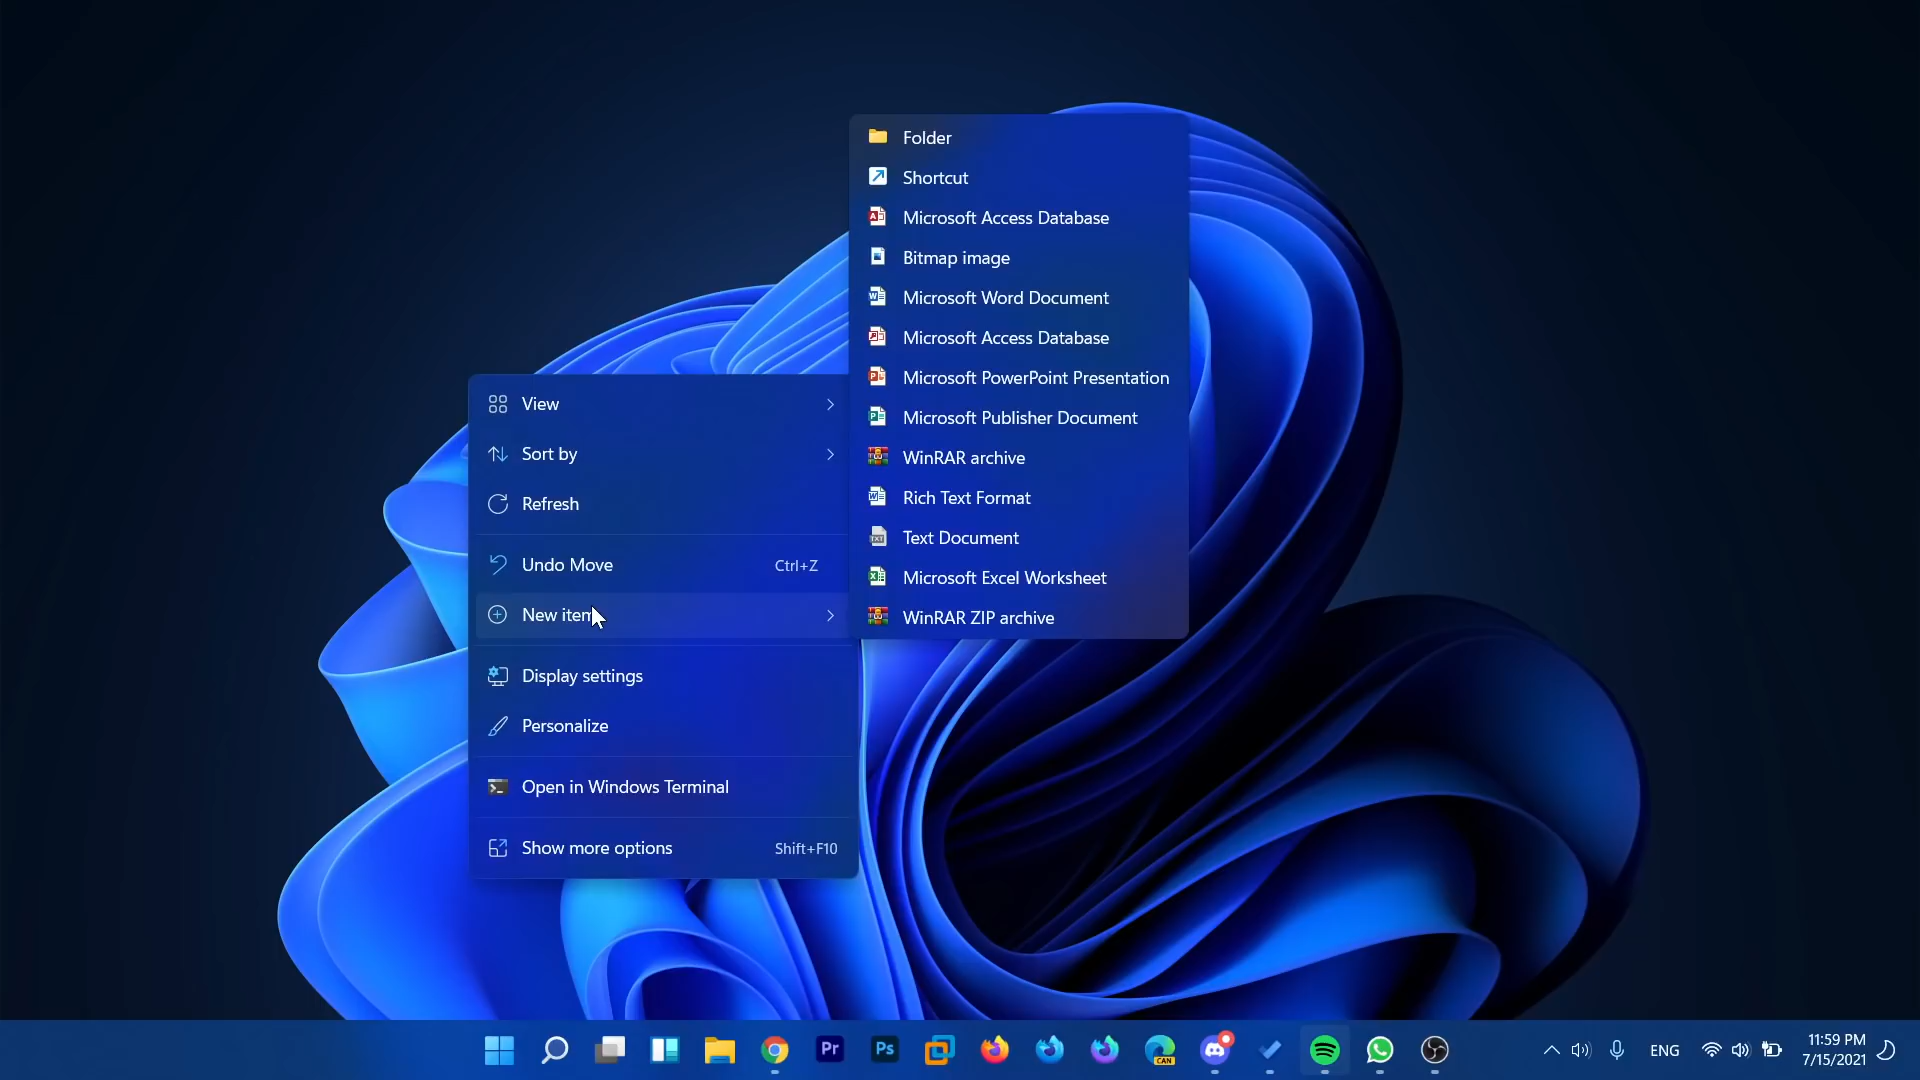 Folder
Shortcut
Microsoft Access Database
Bitmap image
Microsoft Word Document
Microsoft Access Database
Microsoft PowerPoint Presentation
Microsoft Publisher Document
WinRAR archive
Rich Text Format
Text Document
Microsoft Excel Worksheet
WinRAR ZIP archive
View
Sort by
Refresh
Undo Move Ctrl+Z
New item
Display settings
Personalize
Open in Windows Terminal
Show more options Shift+F10
Pr
Ps
CAN
ENG
11:59 PM
7/15/2021